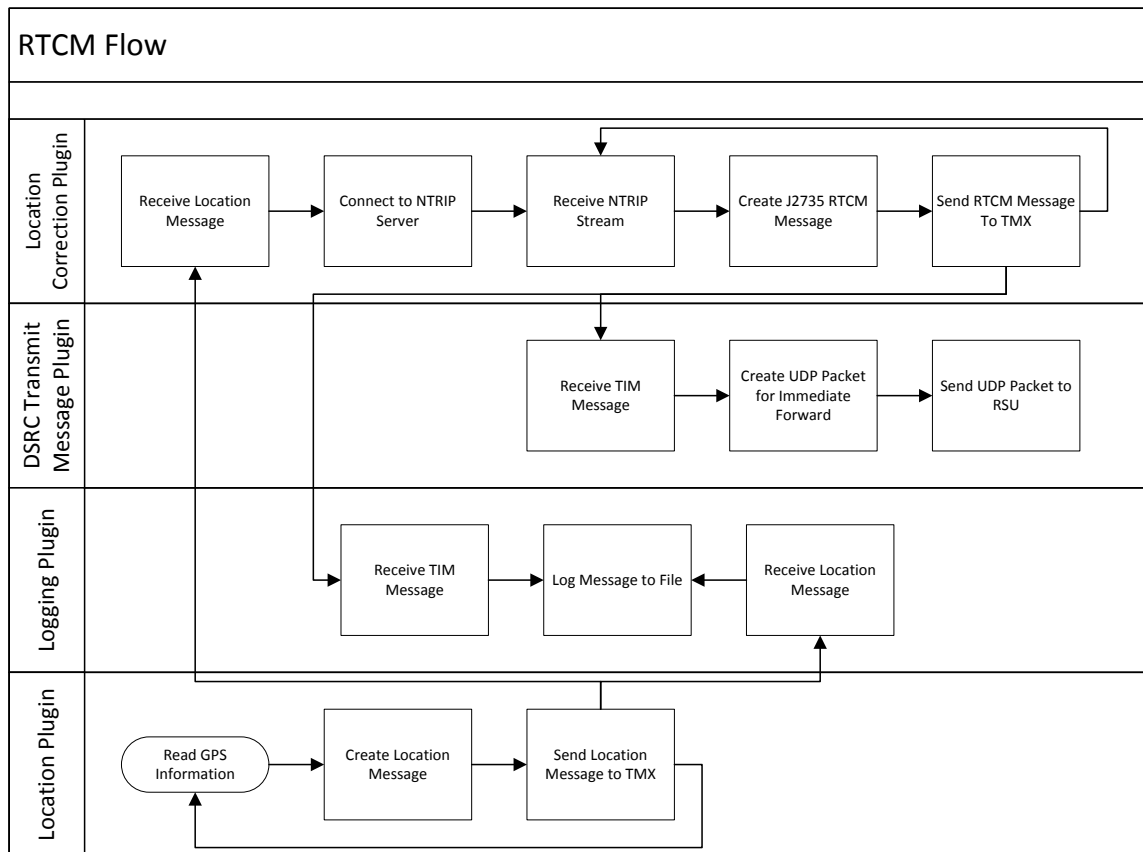 RTCM Flow
Location
Correction Plugin
Receive Location
Message
Connect to NTRIP
Server
Receive NTRIP
Stream
Create J2735 RTCM
Message
Send RTCM Message
To TMX
DSRC Transmit
Message Plugin
Receive TIM
Message
Create UDP Packet
for Immediate
Forward
Send UDP Packet to
RSU
Logging Plugin
Receive TIM
Message
Log Message to File
Receive Location
Message
Location Plugin
Read GPS
Information
Create Location
Message
Send Location
Message to TMX